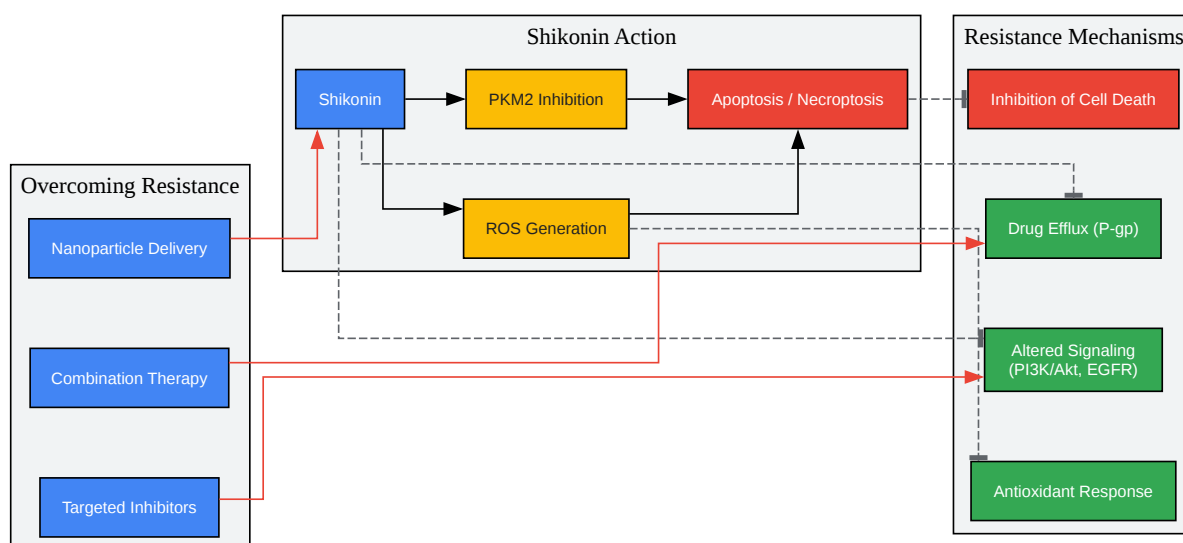 Shikonin Action
Shikonin
PKM2 Inhibition
Apoptosis / Necroptosis
ROS Generation
Resistance Mechanisms
Inhibition of Cell Death
Drug Efflux (P-gp)
Altered Signaling
(PI3K/Akt, EGFR)
Antioxidant Response
Overcoming Resistance
Nanoparticle Delivery
Combination Therapy
Targeted Inhibitors